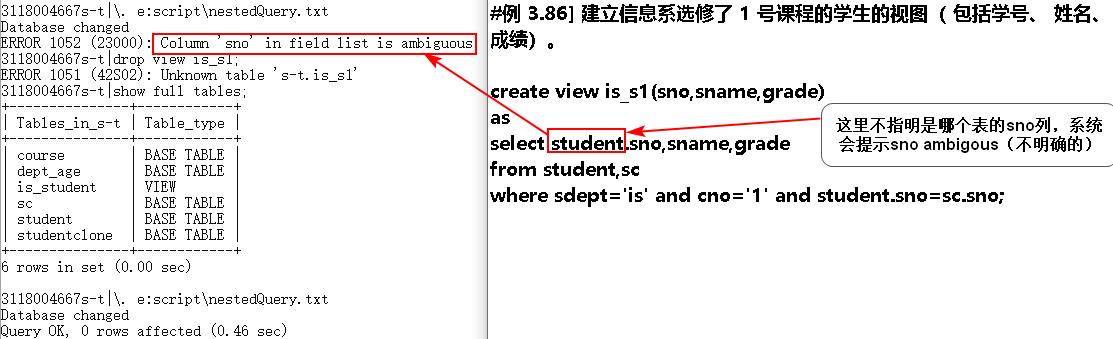 3118004667s-t|\. e:script\nestedQuery.txt
Database changed
ERROR 1052 (23000): Column 'sno' in field list is ambiguous
3118004667s-t|drop view is_s1;
ERROR 1051 (42S02): Unknown table 's-t.is_s1'
3118004667s-t|show full tables;
+---------------+------------+
| Tables_in_s-t | Table_type |
+---------------+------------+
| course | BASE TABLE |
| dept_age | BASE TABLE |
| is_student | VIEW |
| sc | BASE TABLE |
| student | BASE TABLE |
| studentclone | BASE TABLE |
+---------------+------------+
6 rows in set (0.00 sec)
3118004667s-t|\. e:script\nestedQuery.txt
Database changed
Query OK, 0 rows affected (0.46 sec)
#例 3.86] 建立信息系选修了 1 号课程的学生的视图（ 包括学号、 姓名、
成绩）。
create view is_s1(sno,sname,grade)
as
select student.sno,sname,grade
from student,sc
where sdept='is' and cno='1' and student.sno=sc.sno;
这里不指明是哪个表的sno列，系统
会提示sno ambigous（不明确的）